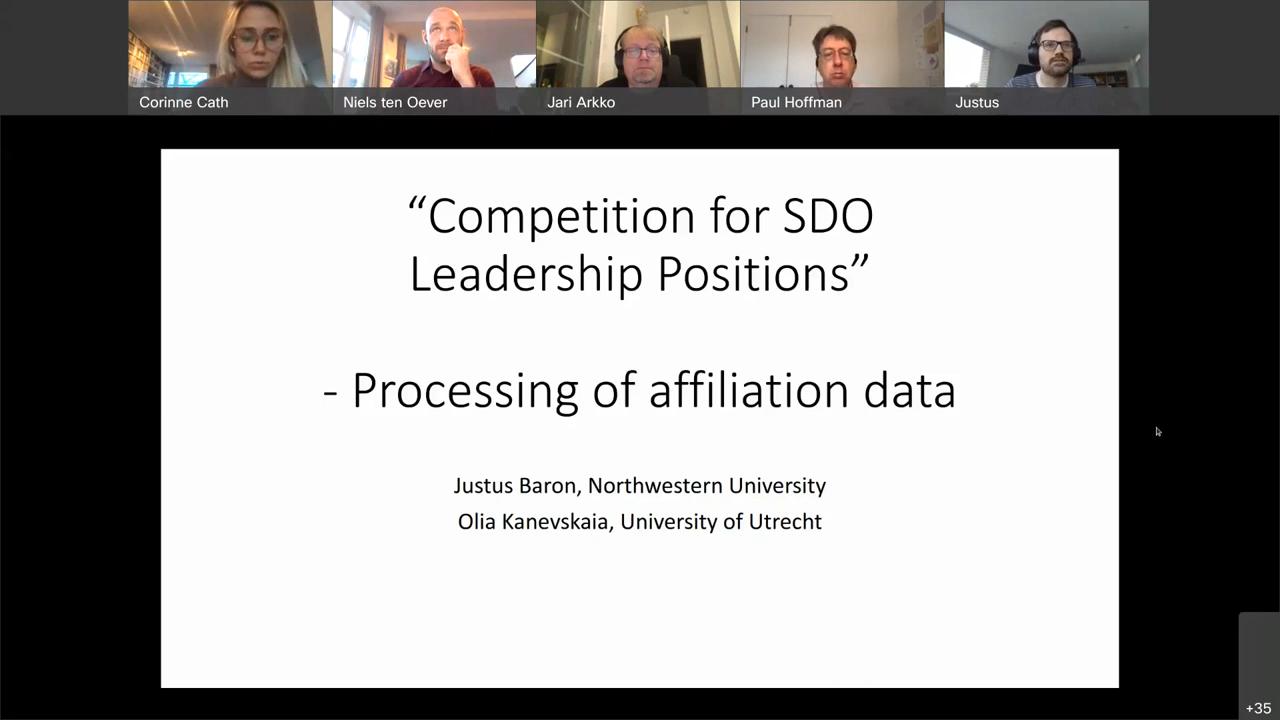 Corinne Cath
Niels ten Oever
Jari Arkko
Paul Hoffman
Justus
“Competition for SDO
Leadership Positions”
- Processing of affiliation data
Justus Baron, Northwestern University
Olia Kanevskaia, University of Utrecht
+35